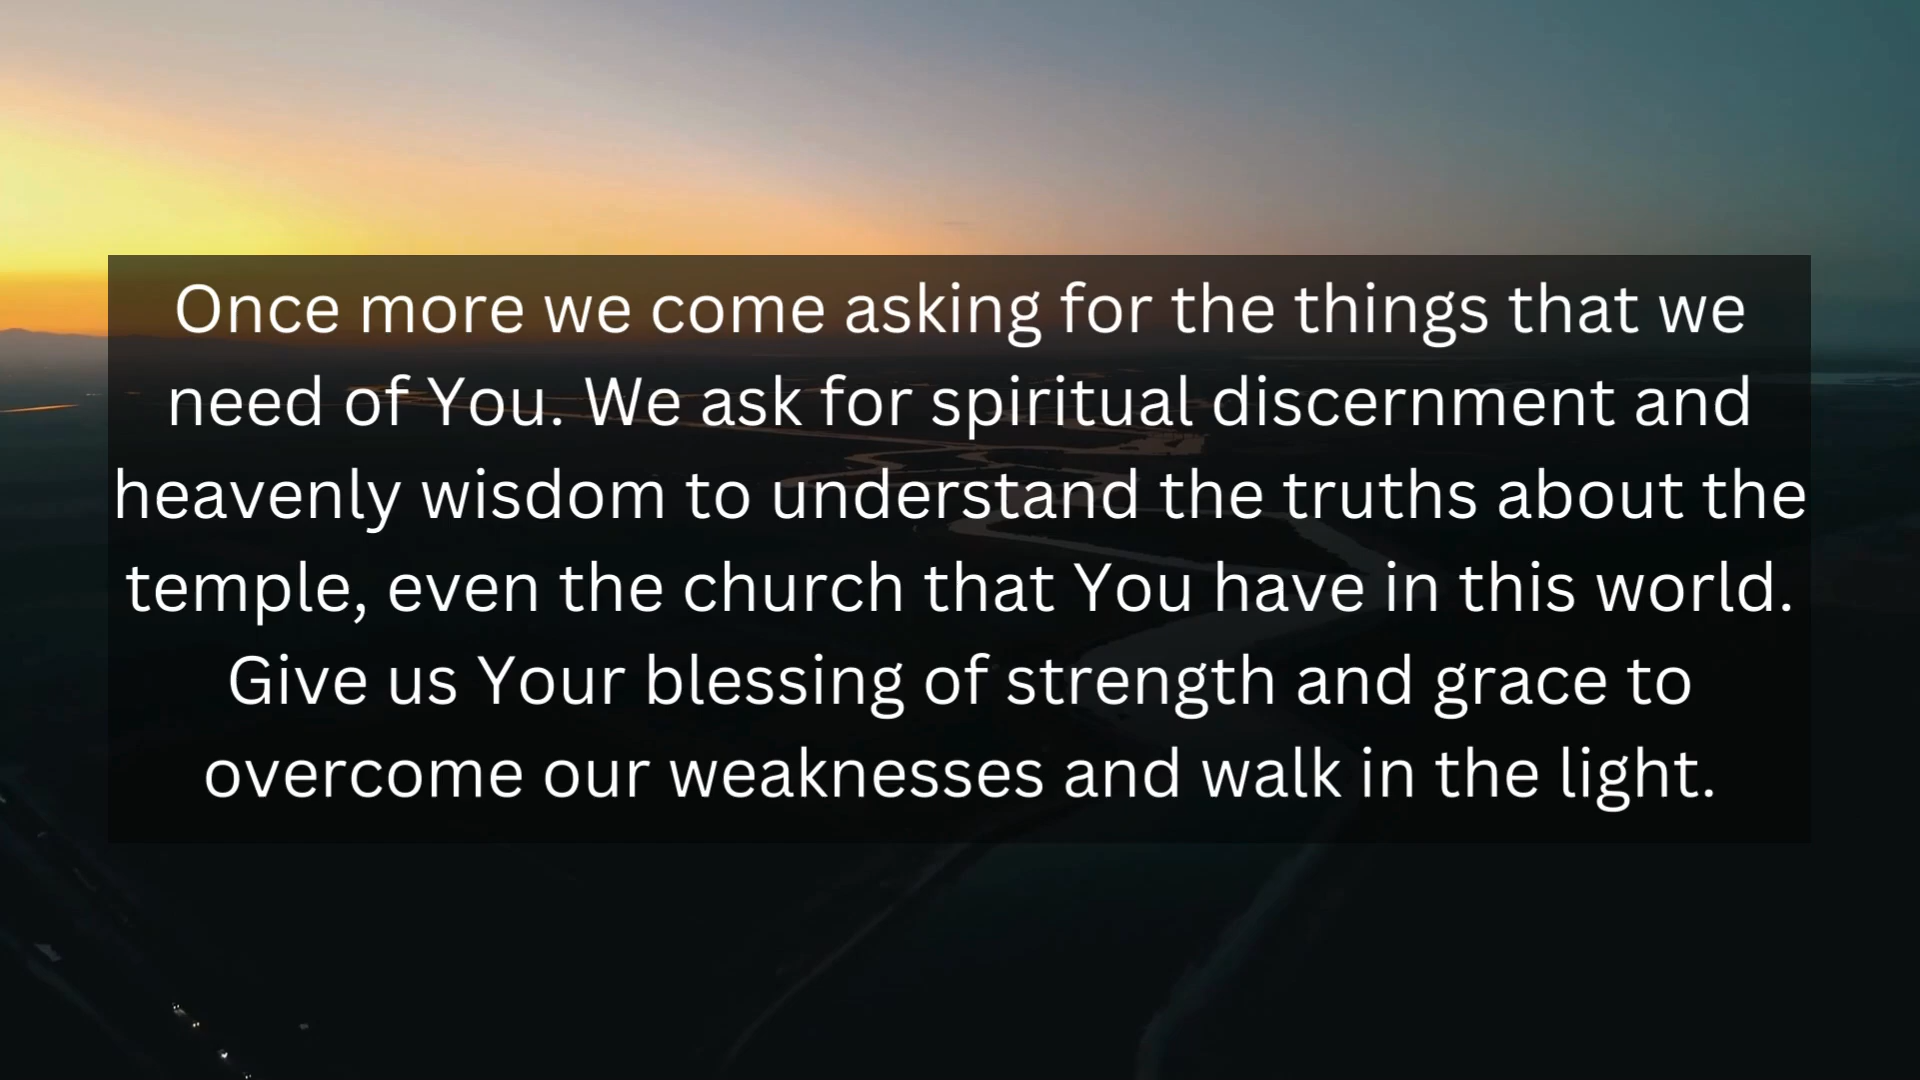 Once more we come asking for the things that we
need of You. We ask for spiritual discernment and
heavenly wisdom to understand the truths about the
temple, even the church that You have in this world.
Give us Your blessing of strength and grace to
overcome our weaknesses and walk in the light.